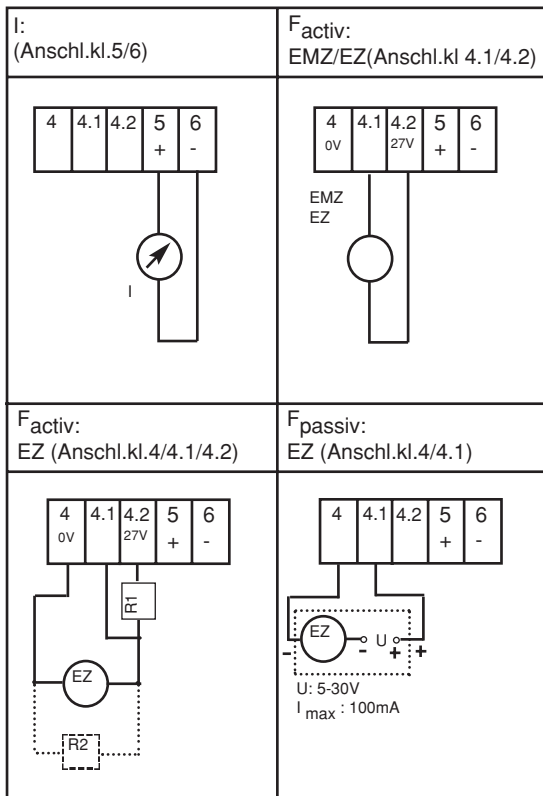 I:
(Anschl.kl.5/6)
4 4.1 4.2 5 6
+ -
I
Factiv:
EMZ/EZ(Anschl.kl 4.1/4.2)
4 4.1 4.2 5 6
0V 27V + -
EMZ
EZ
Factiv:
EZ (Anschl.kl.4/4.1/4.2)
4 4.1 4.2 5 6
0V 27V + -
R1
EZ
R2
Fpassiv:
EZ (Anschl.kl.4/4.1)
4 4.1 4.2 5 6
+ -
EZ
- - U + +
U: 5-30V
I max : 100mA